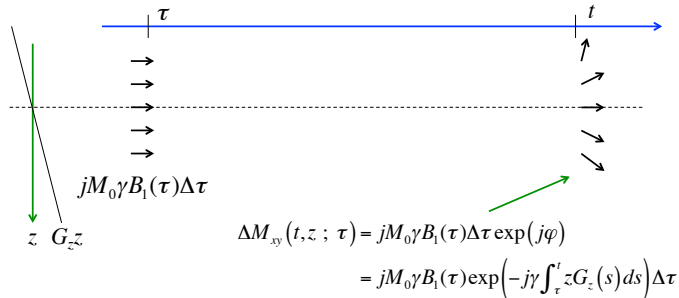 τ t
jM₀γB₁(τ)Δτ
z G_z z
ΔM_xy(t,z ; τ) = jM₀γB₁(τ)Δτ exp(jφ)
= jM₀γB₁(τ)exp(−jγ∫_τ^t zG_z(s)ds)Δτ